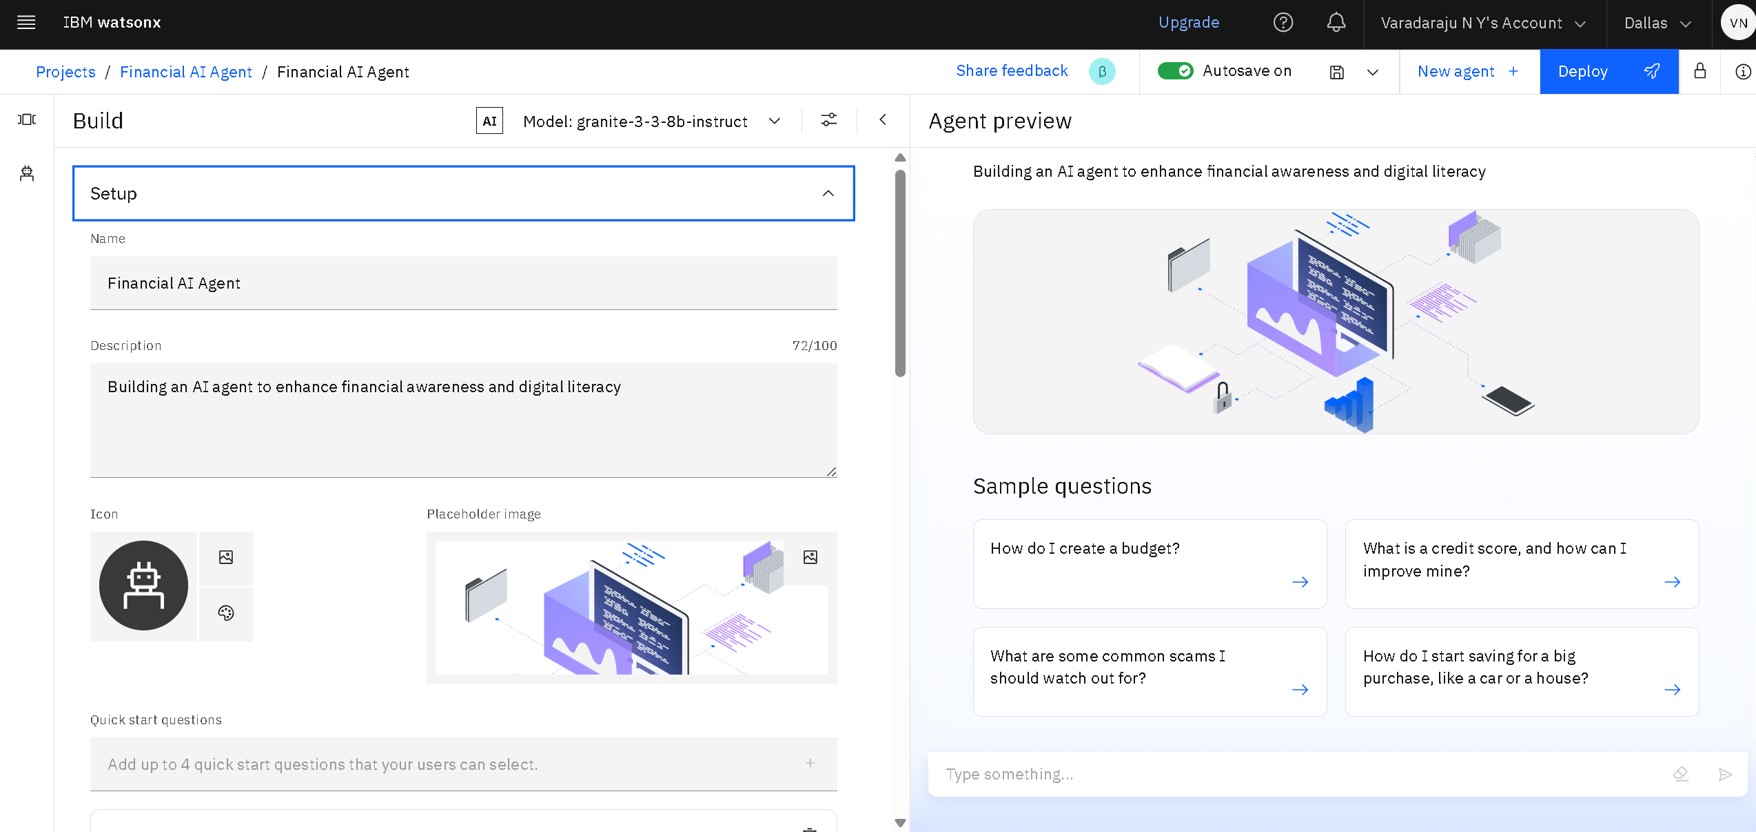 IBM watsonx
Upgrade
Varadaraju N Y's Account
Dallas
VN
Projects / Financial AI Agent / Financial AI Agent
Share feedback
β
Autosave on
New agent +
Deploy
Build
AI
Model: granite-3-3-8b-instruct
Agent preview
Setup
Name
Financial AI Agent
Description
72/100
Building an AI agent to enhance financial awareness and digital literacy
Icon
Placeholder image
Quick start questions
Add up to 4 quick start questions that your users can select.
Building an AI agent to enhance financial awareness and digital literacy
Sample questions
How do I create a budget?
What is a credit score, and how can I
improve mine?
What are some common scams I
should watch out for?
How do I start saving for a big
purchase, like a car or a house?
Type something...